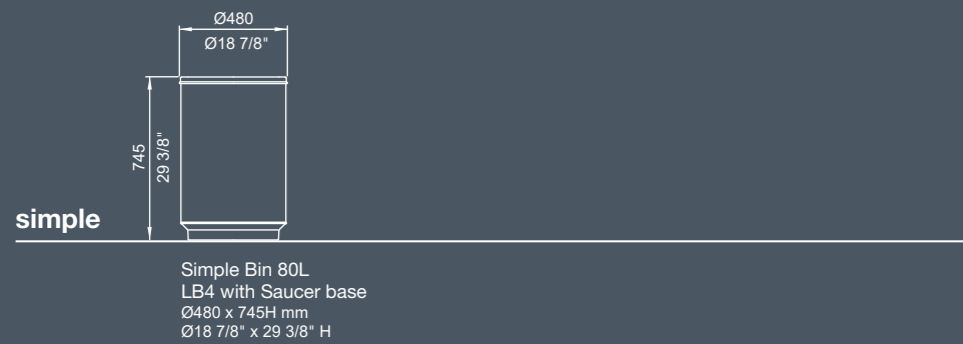 Ø480
Ø18 7/8"
745
29 3/8"
simple
Simple Bin 80L
LB4 with Saucer base
Ø480 x 745H mm
Ø18 7/8" x 29 3/8" H